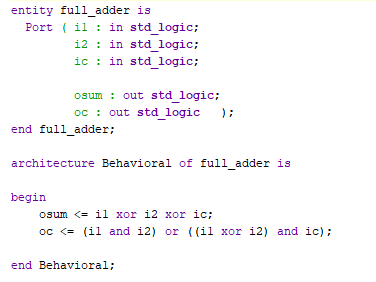 entity full_adder is
Port ( i1 : in std_logic;
i2 : in std_logic;
ic : in std_logic;
osum : out std_logic;
oc : out std_logic );
end full_adder;
architecture Behavioral of full_adder is
begin
osum <= i1 xor i2 xor ic;
oc <= (i1 and i2) or ((i1 xor i2) and ic);
end Behavioral;